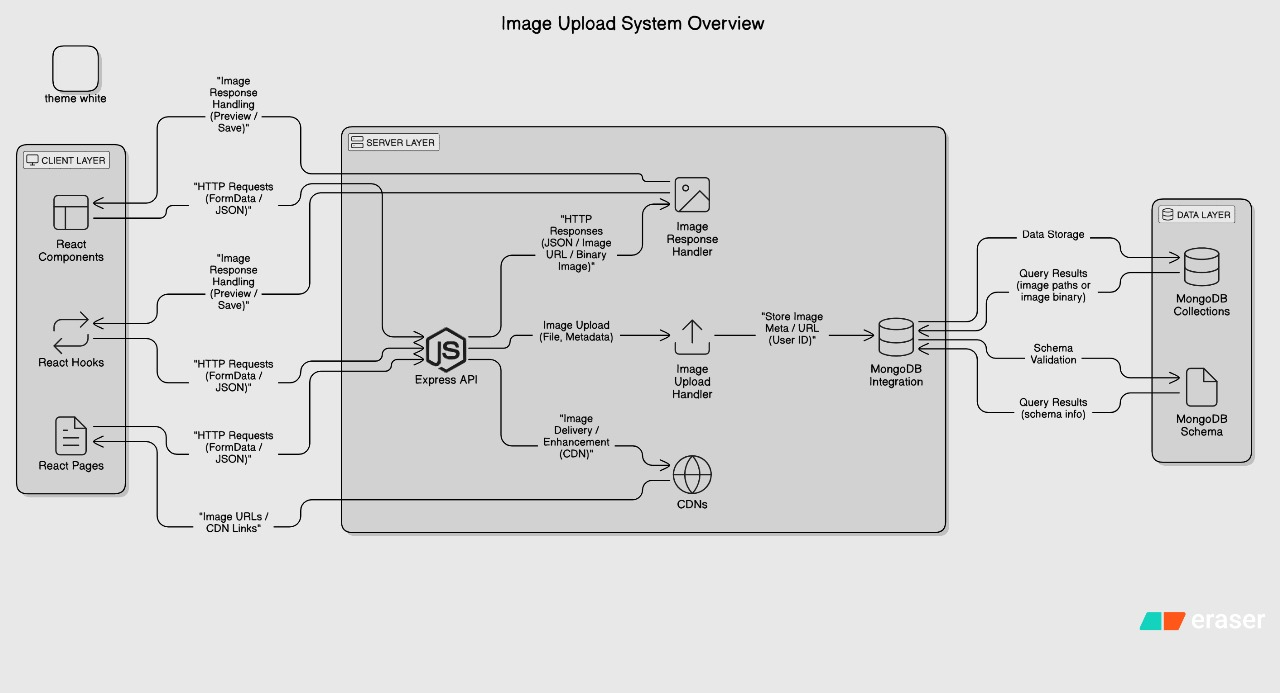 Image Upload System Overview
theme white
"Image
Response
Handling
(Preview /
Save)"
CLIENT LAYER
SERVER LAYER
"HTTP Requests
(FormData /
JSON)"
React
Components
"Image
Response
Handling
(Preview /
Save)"
React Hooks
"HTTP Requests
(FormData /
JSON)"
"HTTP Requests
(FormData /
JSON)"
React Pages
"Image URLs /
CDN Links"
Express API
"HTTP
Responses
(JSON / Image
URL / Binary
Image)"
Image
Response
Handler
Image Upload
(File, Metadata)
Image
Upload
Handler
"Image
Delivery /
Enhancement
(CDN)"
CDNs
"Store Image
Meta / URL
(User ID)"
MongoDB
Integration
Data Storage
Query Results
(image paths or
image binary)
Schema
Validation
Query Results
(schema info)
DATA LAYER
MongoDB
Collections
MongoDB
Schema
JS
eraser